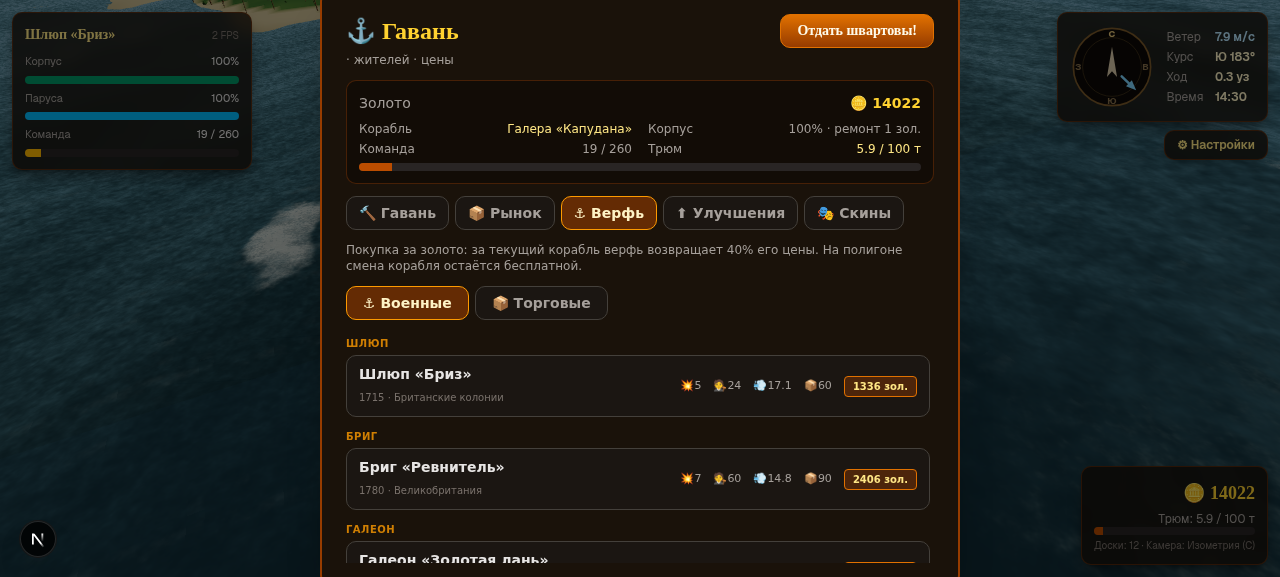 Шлюп «Бриз» 2 FPS
Корпус 100%
Паруса 100%
Команда 19 / 260
⚓ Гавань
Отдать швартовы!
· жителей · цены
Золото 14022
Корабль Галера «Капудана» Корпус 100% · ремонт 1 зол.
Команда 19 / 260 Трюм 5.9 / 100 т
Гавань Рынок Верфь Улучшения Скины
Покупка за золото: за текущий корабль верфь возвращает 40% его цены. На полигоне
смена корабля остаётся бесплатной.
Военные Торговые
ШЛЮП
Шлюп «Бриз»
1715 · Британские колонии
5 24 17.1 60 1336 зол.
БРИГ
Бриг «Ревнитель»
1780 · Великобритания
7 60 14.8 90 2406 зол.
ГАЛЕОН
Галеон «Золотая лань»
С
З В
Ю
Ветер 7.9 м/с
Курс Ю 183°
Ход 0.3 уз
Время 14:30
⚙ Настройки
14022
Трюм: 5.9 / 100 т
Доски: 12 · Камера: Изометрия (C)
N